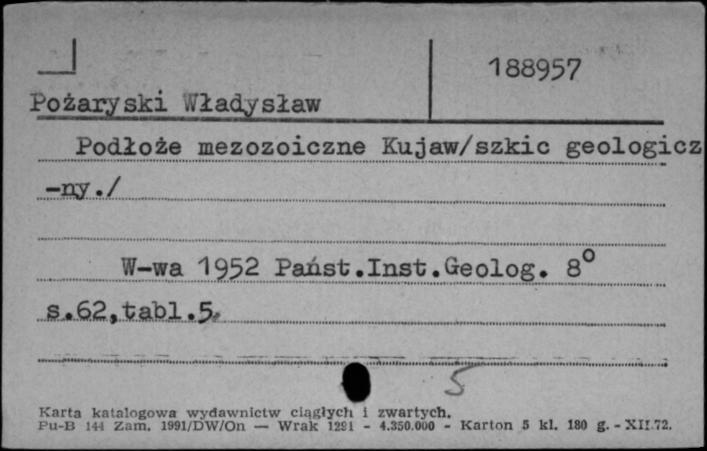 188957
Pożaryski Władysław
Podłoże mezozoiczne Kujaw/szkic geologicz
-ny./
W-wa 1952 Państ.Inst.Geolog. 8°
s.62,tabl.5.
5
Karta katalogowa wydawnictw ciągłych i zwartych.
Pu-B 144 Zam. 1991/DW/On — Wrak 1291 - 4.350.000 - Karton 5 kl. 180 g. - XII.72.